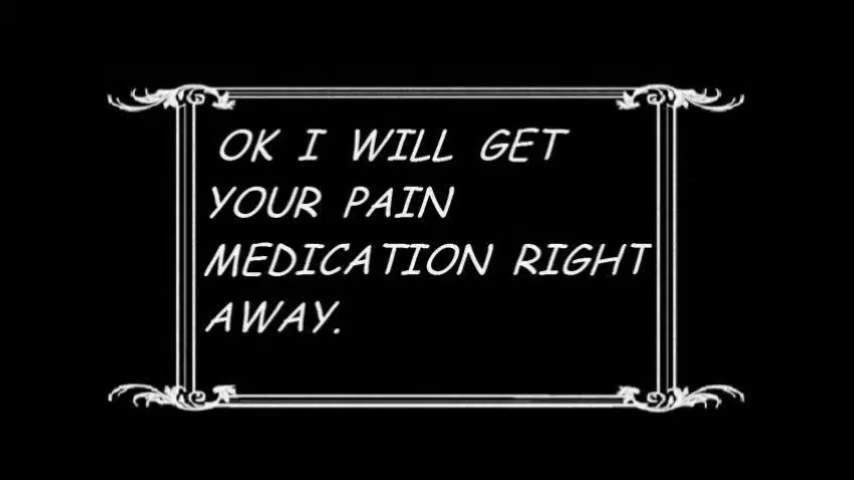 OK I WILL GET
YOUR PAIN
MEDICATION RIGHT
AWAY.